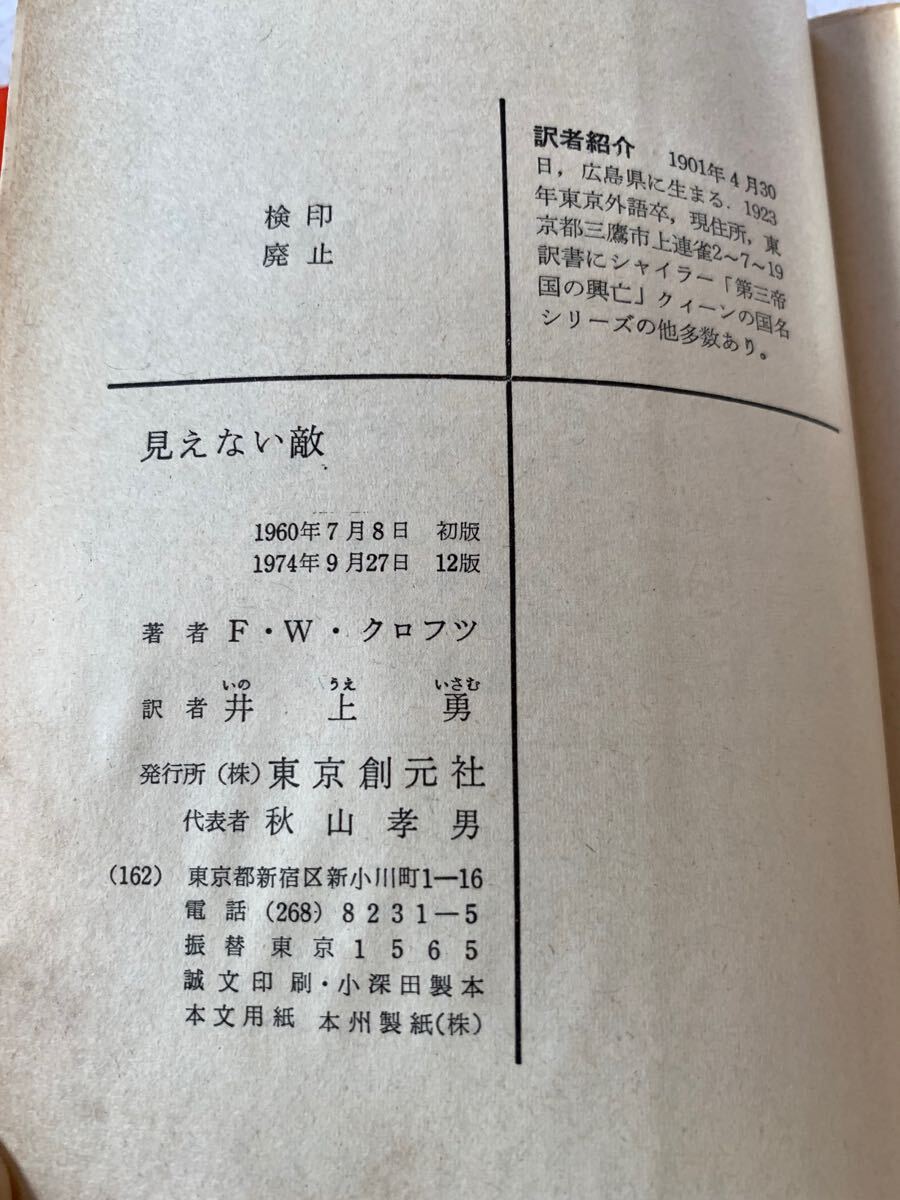 検印
廃止
訳者紹介 1901年4月30
日，広島県に生まる．1923
年東京外語卒，現住所，東
京都三鷹市上連雀2～7～19
訳書にシャイラー「第三帝
国の興亡」クィーンの国名
シリーズの他多数あり。
見えない敵
1960年7月8日 初版
1974年9月27日 12版
著者 F・W・クロフツ
いの うえ いさむ
訳者 井上勇
発行所 (株) 東京創元社
代表者 秋山孝男
(162) 東京都新宿区新小川町1—16
電話 (268) 8231—5
振替 東京1565
誠文印刷・小深田製本
本文用紙 本州製紙(株)